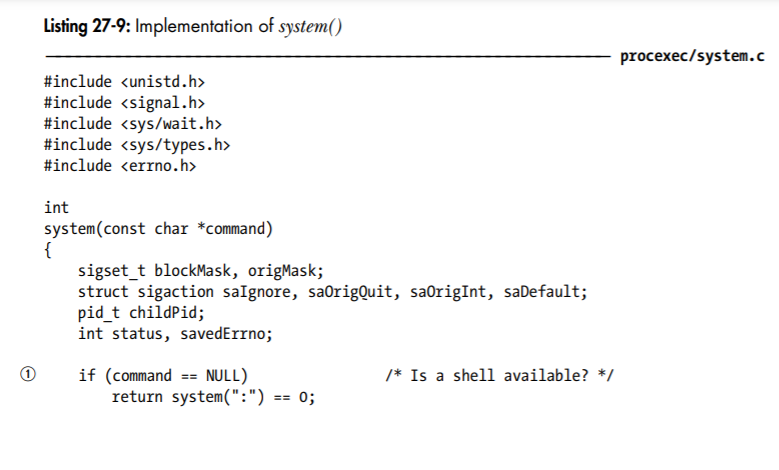 Listing 27-9: Implementation of system()
procexec/system.c
#include <unistd.h>
#include <signal.h>
#include <sys/wait.h>
#include <sys/types.h>
#include <errno.h>
int
system(const char *command)
{
sigset_t blockMask, origMask;
struct sigaction saIgnore, saOrigQuit, saOrigInt, saDefault;
pid_t childPid;
int status, savedErrno;
① if (command == NULL) /* Is a shell available? */
return system(":") == 0;